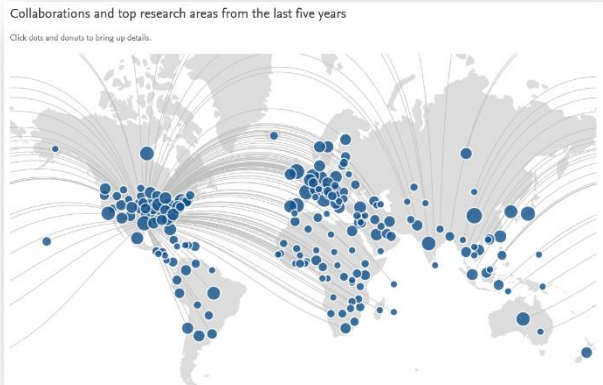 Collaborations and top research areas from the last five years
Click dots and donuts to bring up details.